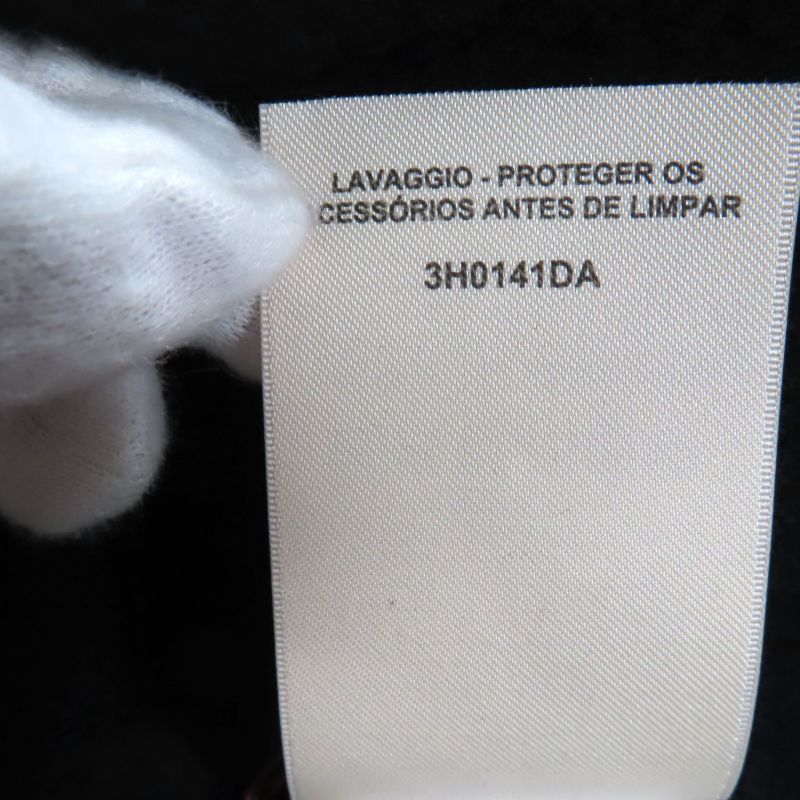 LAVAGGIO - PROTEGER OS
CESSÓRIOS ANTES DE LIMPAR
3H0141DA